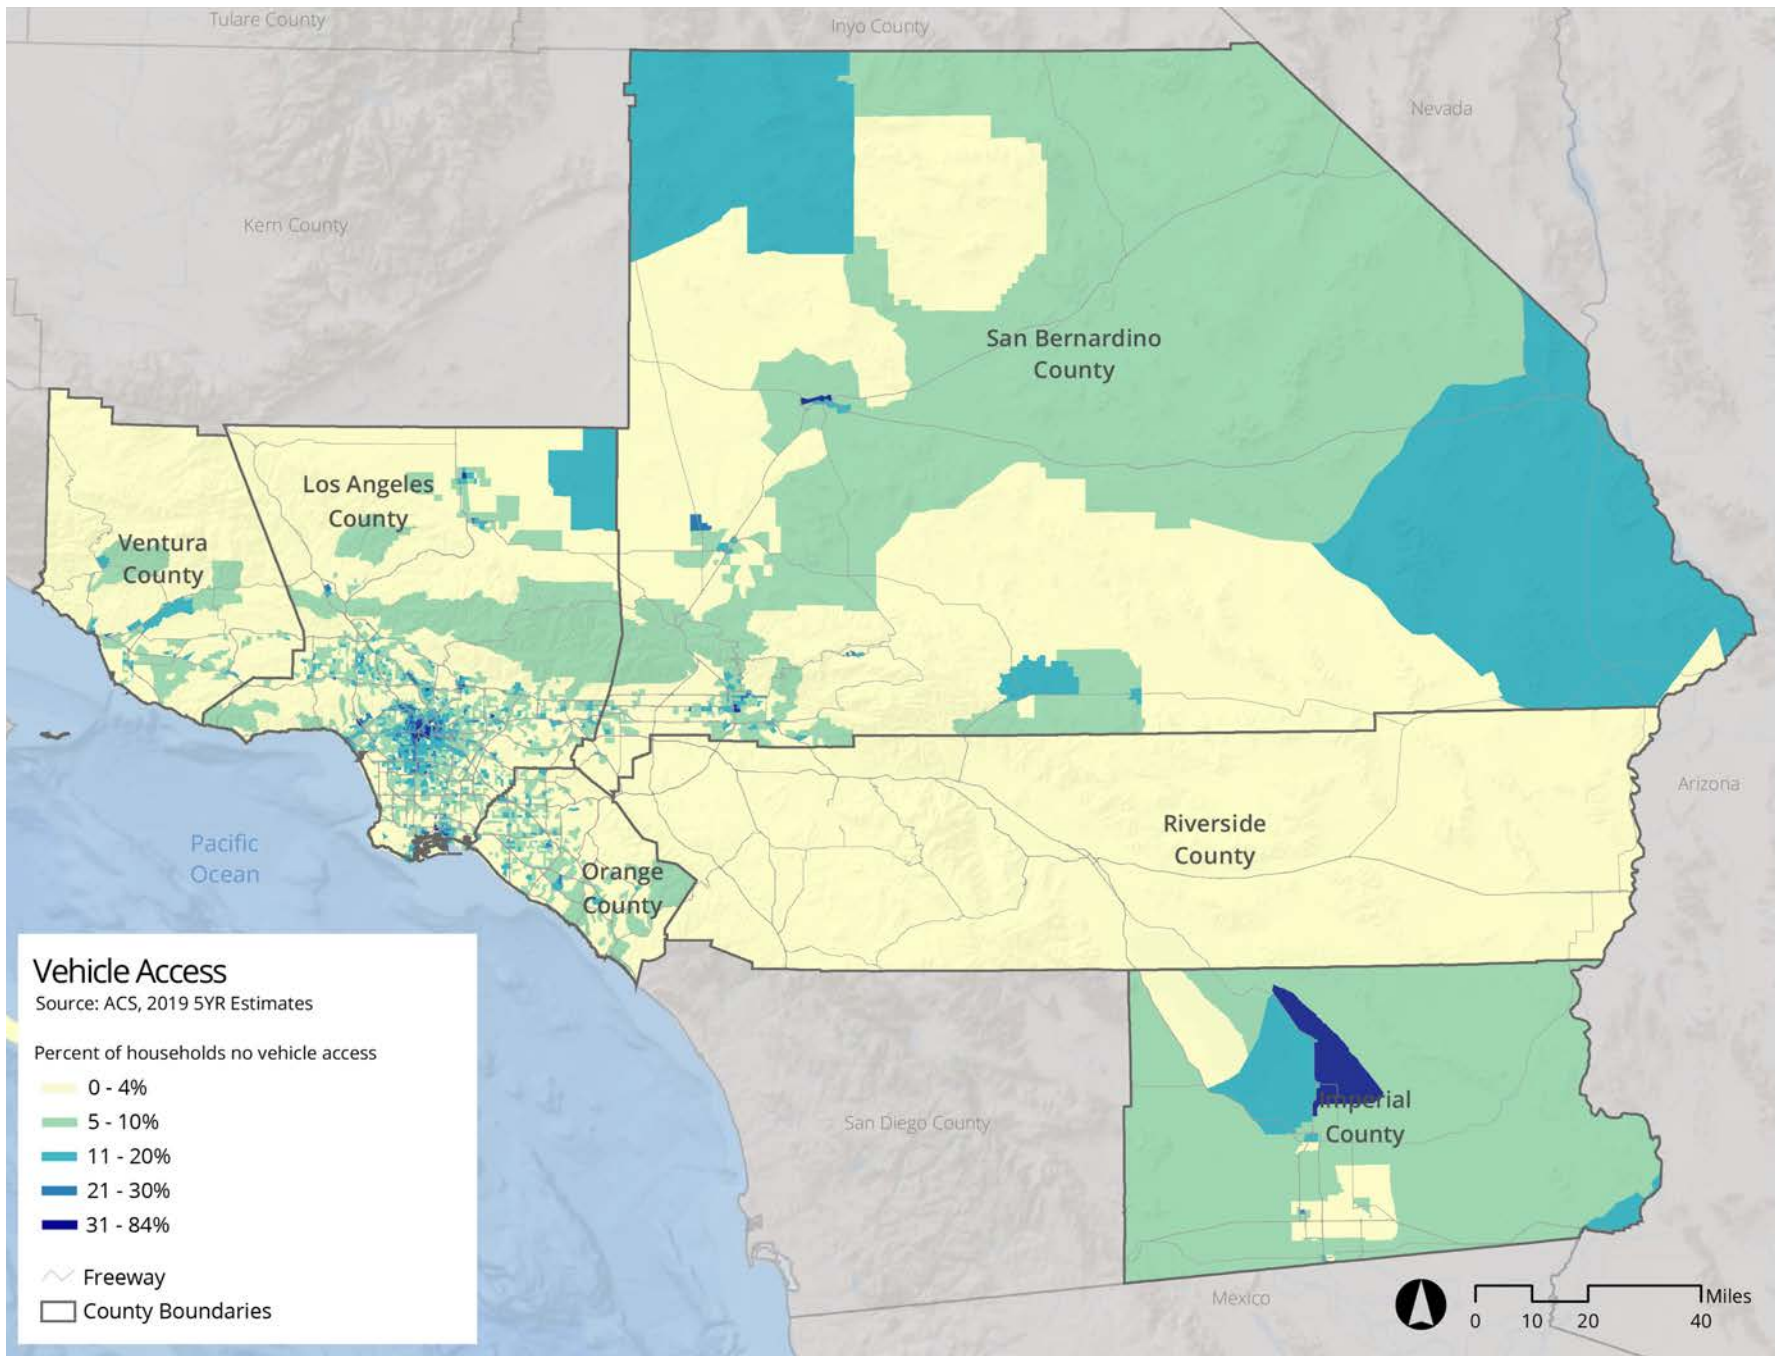 Tulare County
Inyo County
Nevada
Kern County
San Bernardino
County
Los Angeles
County
Ventura
County
Arizona
Riverside
County
Pacific
Ocean
Orange
County
Imperial
County
San Diego County
Mexico
Vehicle Access
Source: ACS, 2019 5YR Estimates
Percent of households no vehicle access
0 - 4%
5 - 10%
11 - 20%
21 - 30%
31 - 84%
Freeway
County Boundaries
Miles
0 10 20 40